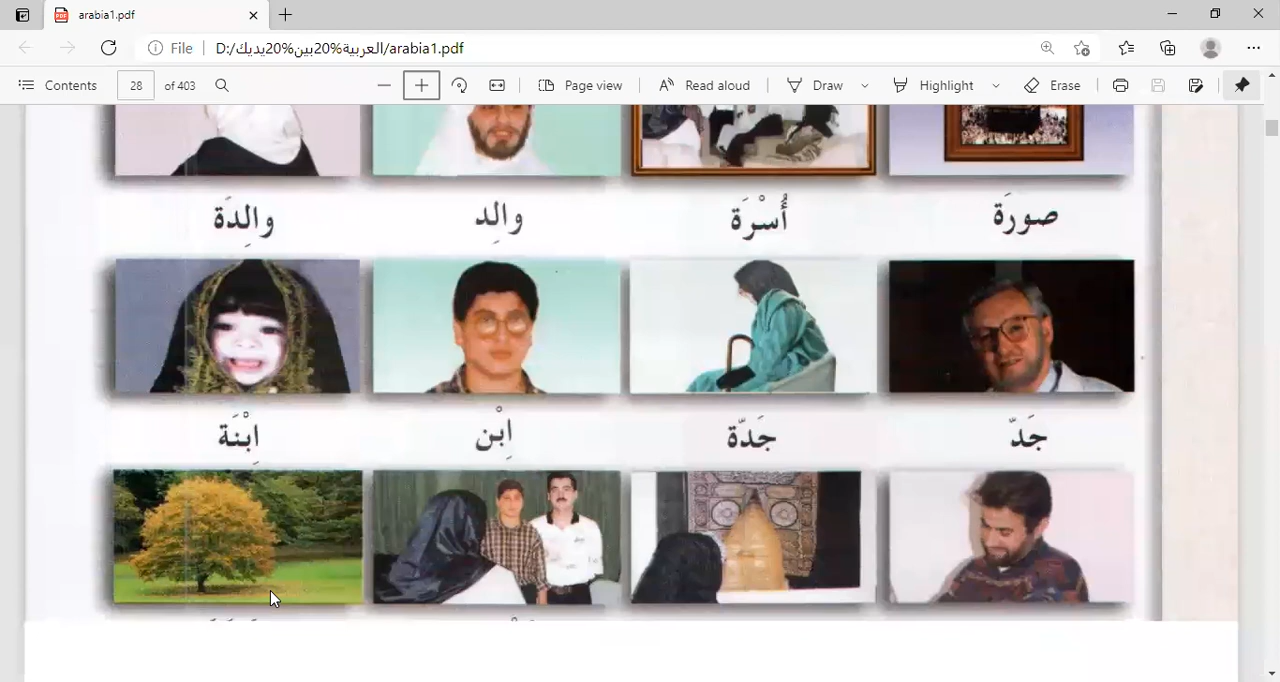 arabia1.pdf
File D:/العربية%20بين%20يديك/arabia1.pdf
Contents 28 of 403 Page view Read aloud Draw Highlight Erase
صورَة أُسْرَة والِد والِدَة
جَدّ جَدّة اِبْن اِبْنَة